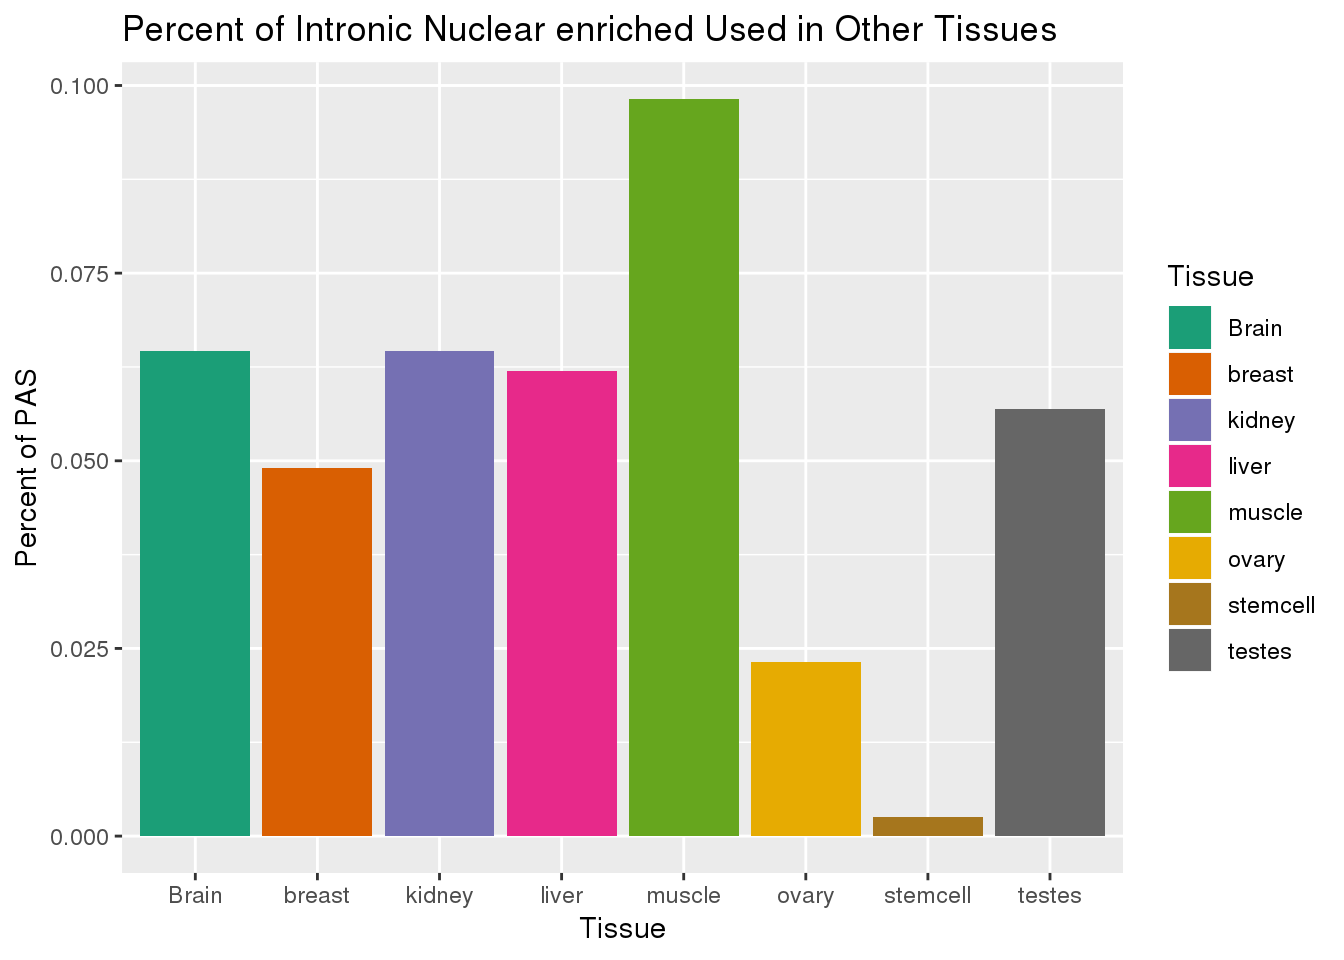 Percent of Intronic Nuclear enriched Used in Other Tissues
Percent of PAS
0.100
0.075
0.050
0.025
0.000
Brain breast kidney liver muscle ovary stemcell testes
Tissue
Tissue
Brain
breast
kidney
liver
muscle
ovary
stemcell
testes